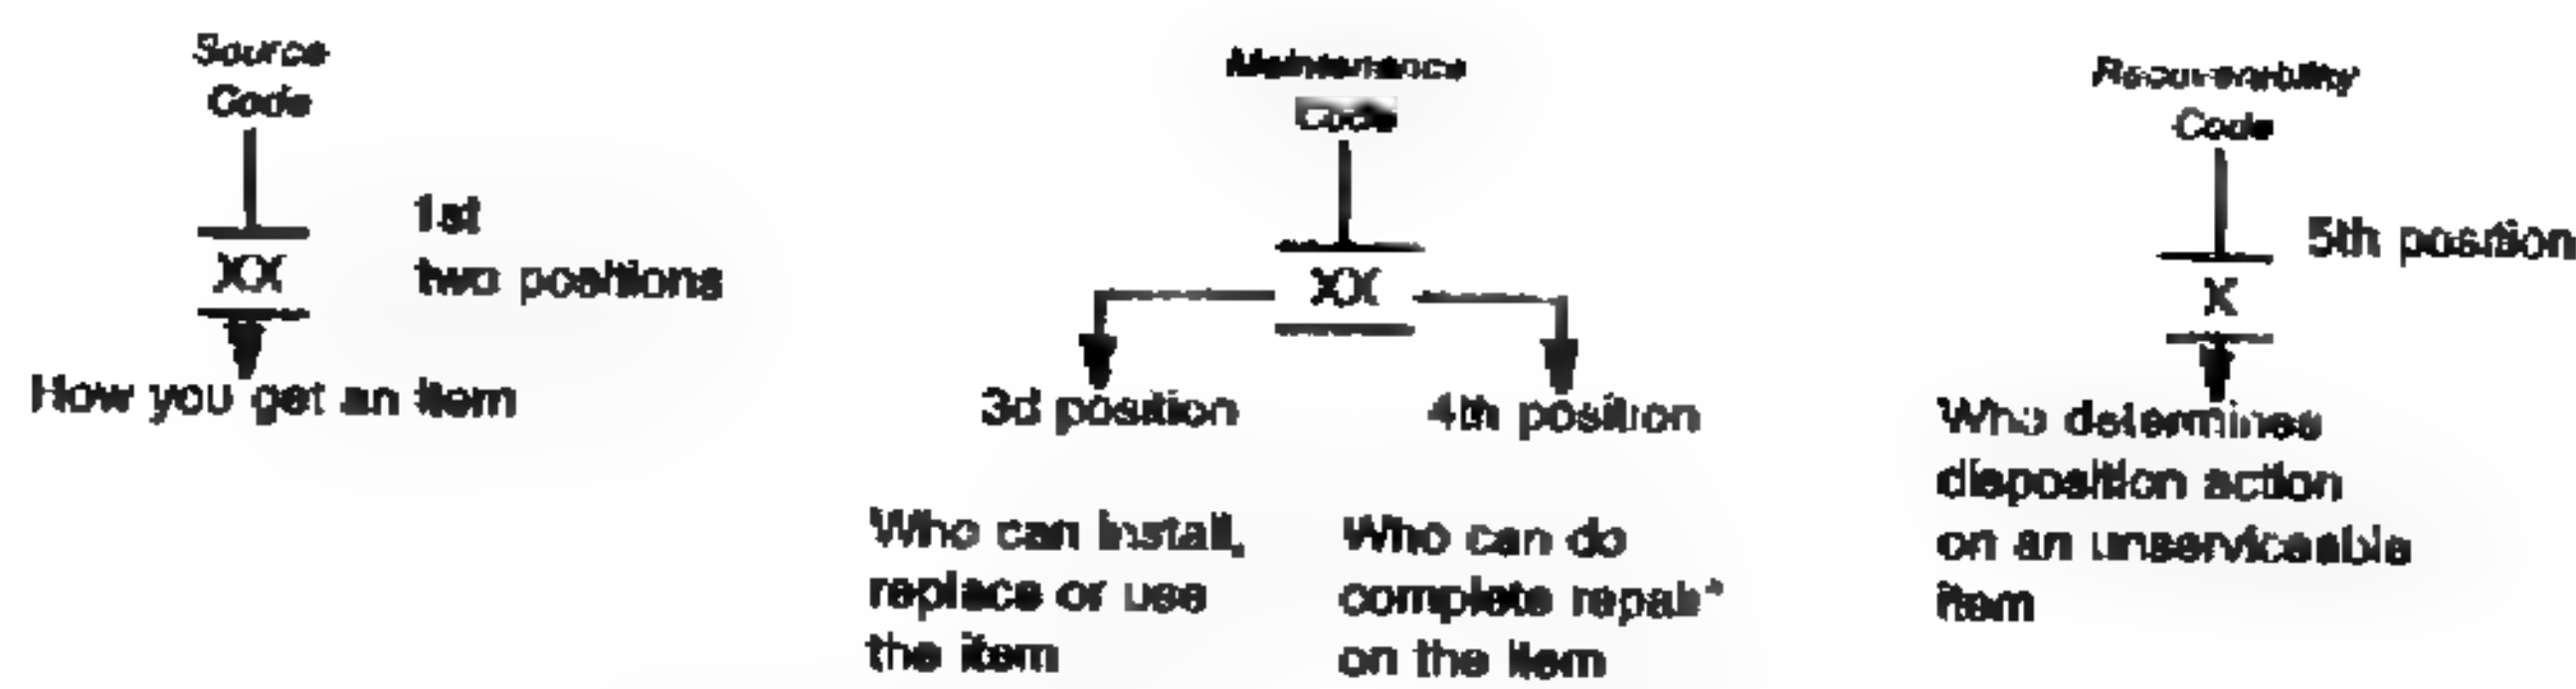 Source
Code
XX
1st
two positions
How you get an item
Maintenance
Code
XX
3d position
Who can install,
replace or use
the item
4th position
Who can do
complete repair*
on the item
Recoverability
Code
5th position
X
Who determines
disposition action
on an unserviceable
item